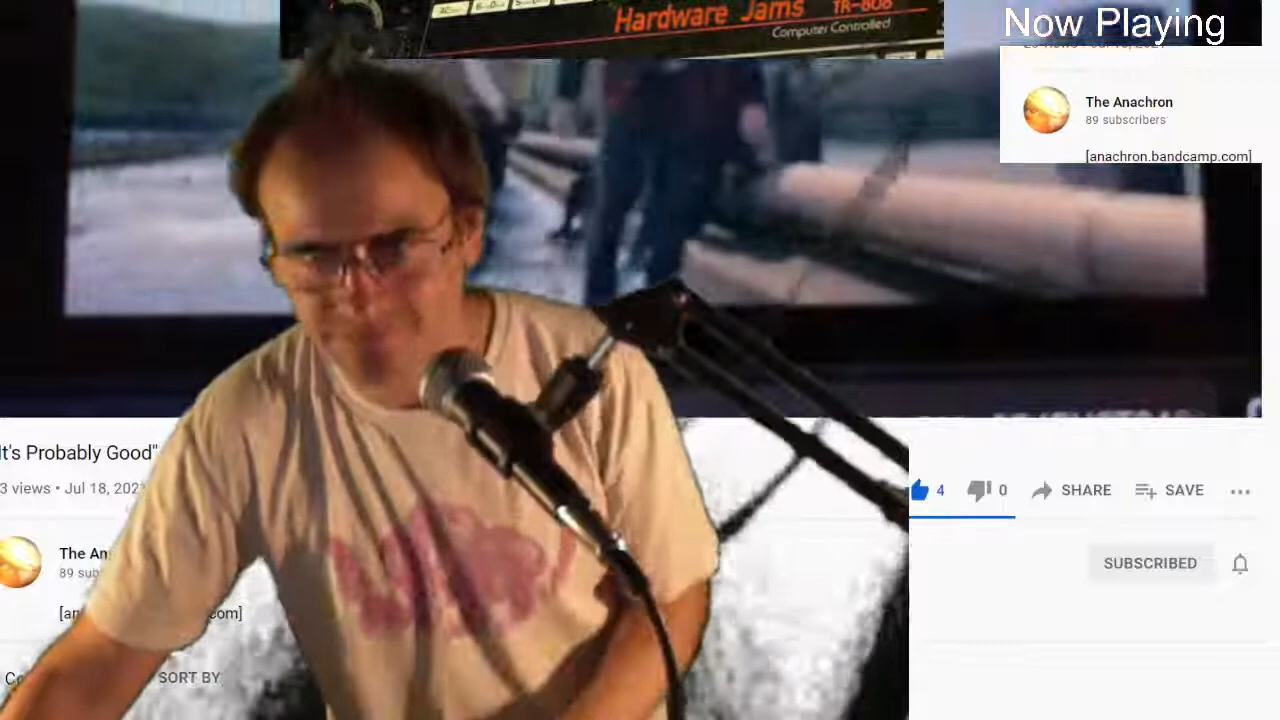 Hardware Jams TR-808
Computer Controlled
Now Playing
The Anachron
89 subscribers
[anachron.bandcamp.com]
It's Probably Good"
3 views • Jul 18, 202
4
0
SHARE
SAVE
The An
89 sub
[an
com]
SUBSCRIBED
SORT BY